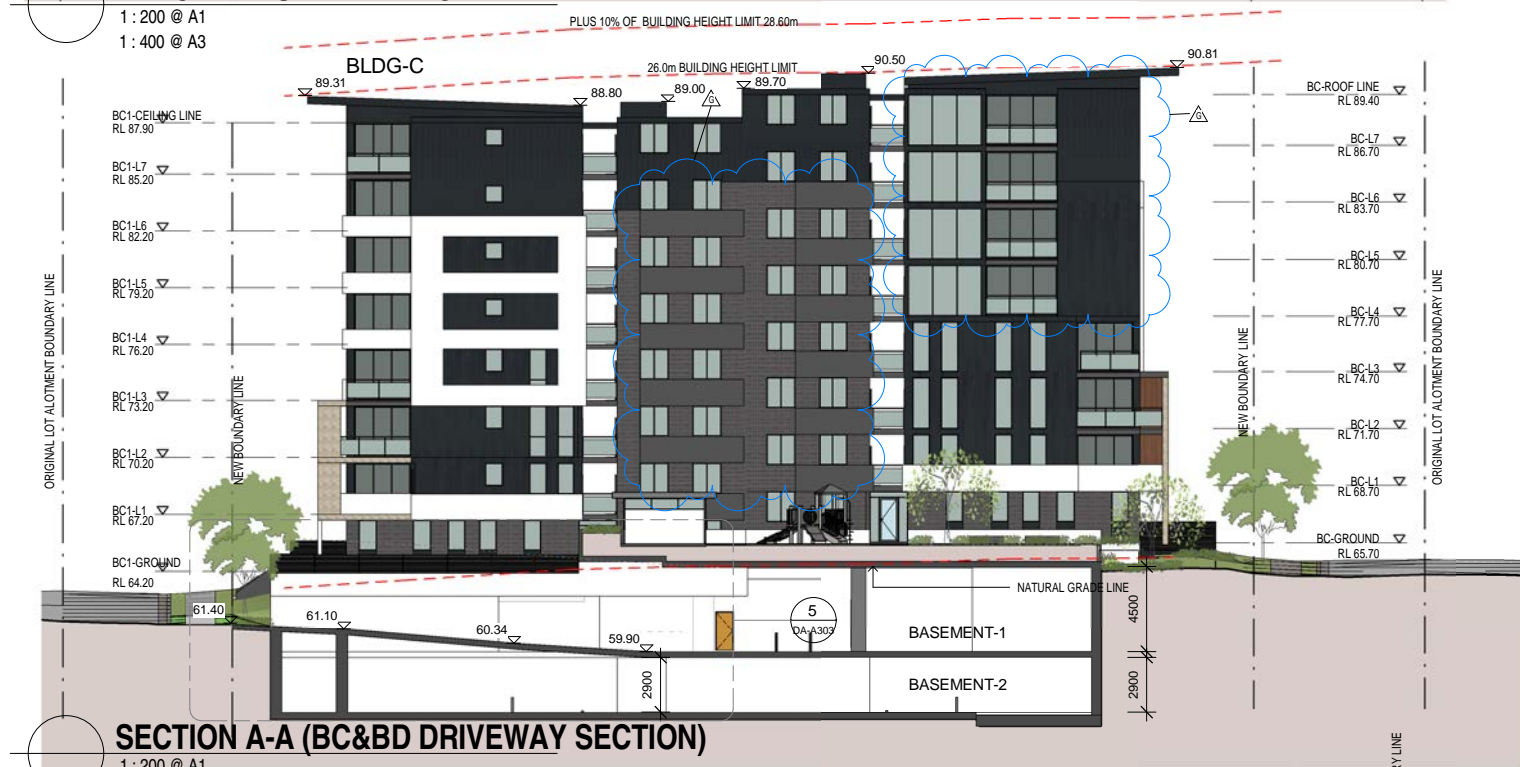 1 : 200 @ A1
1 : 400 @ A3
PLUS 10% OF BUILDING HEIGHT LIMIT 28.60m
26.0m BUILDING HEIGHT LIMIT
BLDG-C
89.31
88.80
89.00
89.70
90.50
90.81
G
G
BC1-CEILING LINE
RL 87.90
BC1-L7
RL 85.20
BC1-L6
RL 82.20
BC1-L5
RL 79.20
BC1-L4
RL 76.20
BC1-L3
RL 73.20
BC1-L2
RL 70.20
BC1-L1
RL 67.20
BC1-GROUND
RL 64.20
ORIGINAL LOT ALOTMENT BOUNDARY LINE
NEW BOUNDARY LINE
BC-ROOF LINE
RL 89.40
BC-L7
RL 86.70
BC-L6
RL 83.70
BC-L5
RL 80.70
BC-L4
RL 77.70
BC-L3
RL 74.70
BC-L2
RL 71.70
BC-L1
RL 68.70
BC-GROUND
RL 65.70
NEW BOUNDARY LINE
ORIGINAL LOT ALOTMENT BOUNDARY LINE
61.40
61.10
60.34
59.90
5
DA-A303
NATURAL GRADE LINE
BASEMENT-1
BASEMENT-2
4500
2900
2900
SECTION A-A (BC&BD DRIVEWAY SECTION)
1 : 200 @ A1
RY LINE